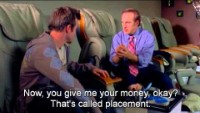 Now, you give me your money, okay?
That's called placement.